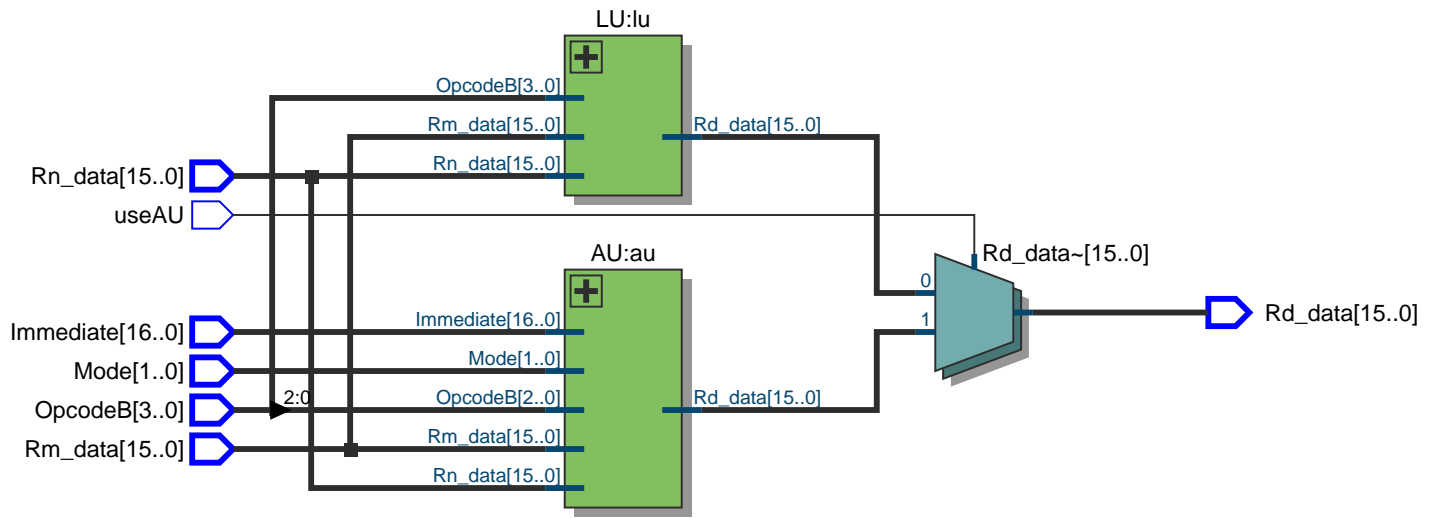 LU:lu
OpcodeB[3..0]
Rm_data[15..0]
Rn_data[15..0]
Rd_data[15..0]
Rn_data[15..0]
useAU
AU:au
Rd_data~[15..0]
0
1
Rd_data[15..0]
Immediate[16..0]
Mode[1..0]
OpcodeB[3..0]
2:0
Rm_data[15..0]
Immediate[16..0]
Mode[1..0]
OpcodeB[2..0]
Rm_data[15..0]
Rn_data[15..0]
Rd_data[15..0]